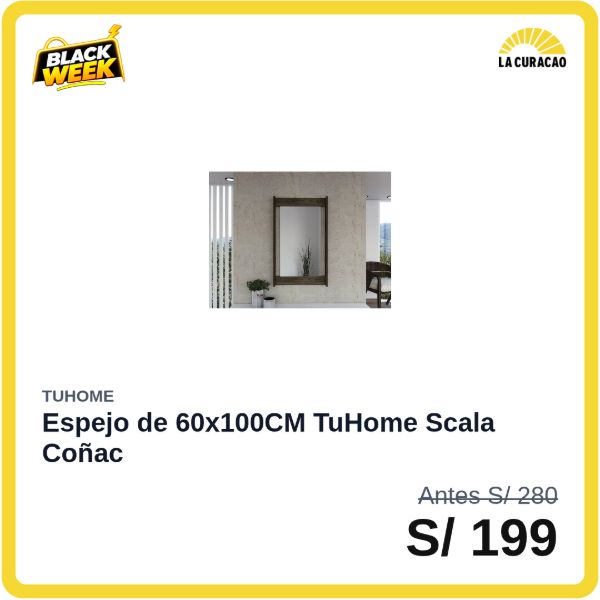 BLACK
WEEK
LA CURACAO
TUHOME
Espejo de 60x100CM TuHome Scala
Coñac
Antes S/ 280
S/ 199